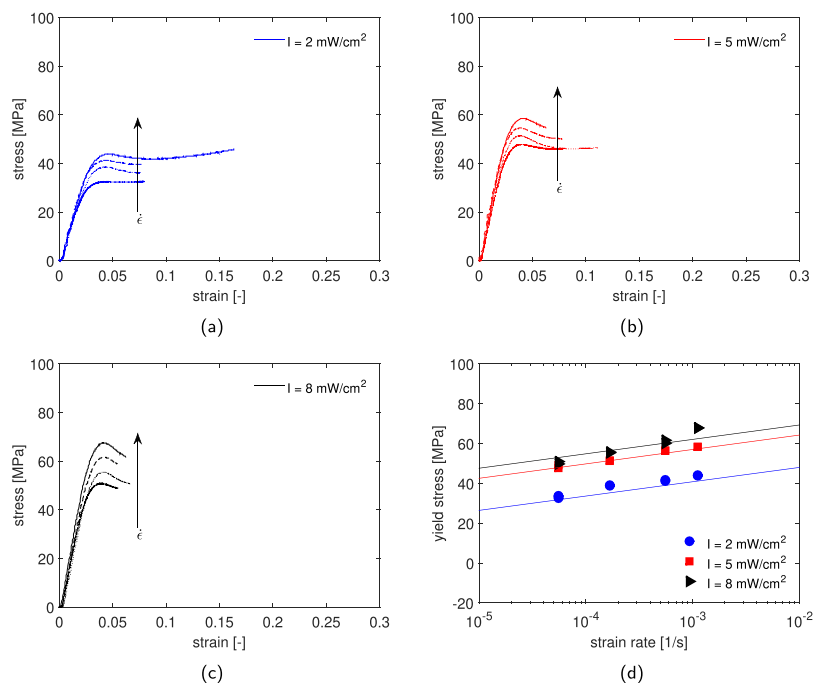 100
80
60
40
20
0
0
0.05
0.1
0.15
0.2
0.25
0.3
stress [MPa]
strain [-]
I = 2 mW/cm²
ε̇
(a)
100
80
60
40
20
0
0
0.05
0.1
0.15
0.2
0.25
0.3
stress [MPa]
strain [-]
I = 5 mW/cm²
ε̇
(b)
100
80
60
40
20
0
0
0.05
0.1
0.15
0.2
0.25
0.3
stress [MPa]
strain [-]
I = 8 mW/cm²
ε̇
(c)
100
80
60
40
20
0
-20
10⁻⁵
10⁻⁴
10⁻³
10⁻²
yield stress [MPa]
strain rate [1/s]
I = 2 mW/cm²
I = 5 mW/cm²
I = 8 mW/cm²
(d)